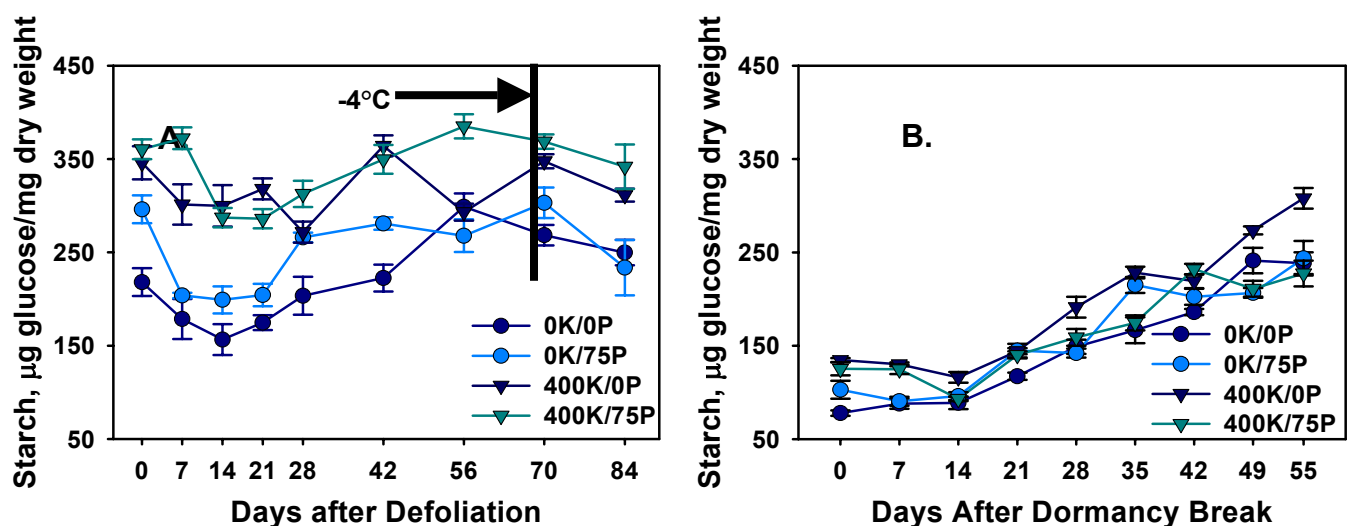 Starch, µg glucose/mg dry weight
450
350
250
150
50
A
-4°C
0K/0P
0K/75P
400K/0P
400K/75P
0 7 14 21 28 42 56 70 84
Days after Defoliation
Starch, µg glucose/mg dry weight
450
350
250
150
50
B.
0K/0P
0K/75P
400K/0P
400K/75P
0 7 14 21 28 35 42 49 55
Days After Dormancy Break